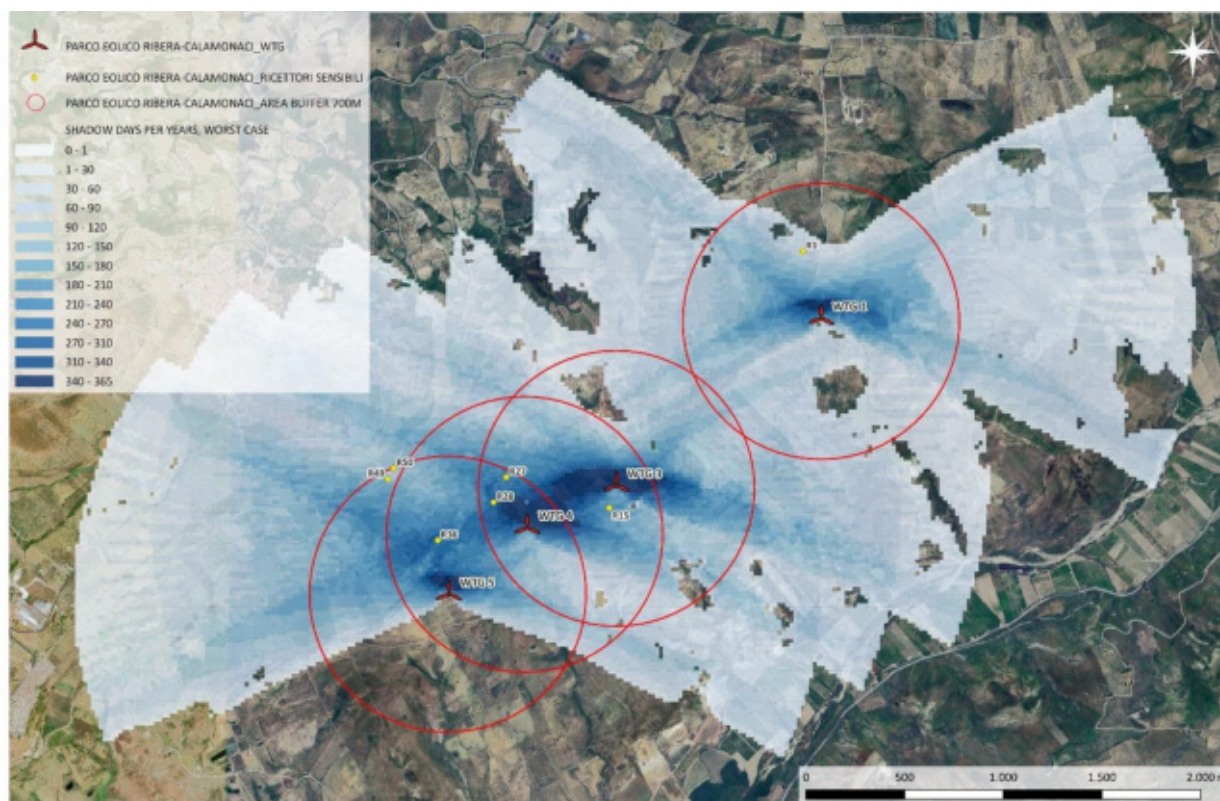 PARCO EOLICO RIBERA-CALAMONACI_WTG
PARCO EOLICO RIBERA-CALAMONACI_RICETTORI SENSIBILI
PARCO EOLICO RIBERA-CALAMONACI_AREA BUFFER 700M
SHADOW DAYS PER YEARS, WORST CASE
0 - 1
1 - 30
30 - 60
60 - 90
90 - 120
120 - 150
150 - 180
180 - 210
210 - 240
240 - 270
270 - 310
310 - 340
340 - 365
WTG 1
R50
R49
R27
WTG 3
R28
R15
WTG 4
WTG 5
0 500 1.000 1.500 2.000